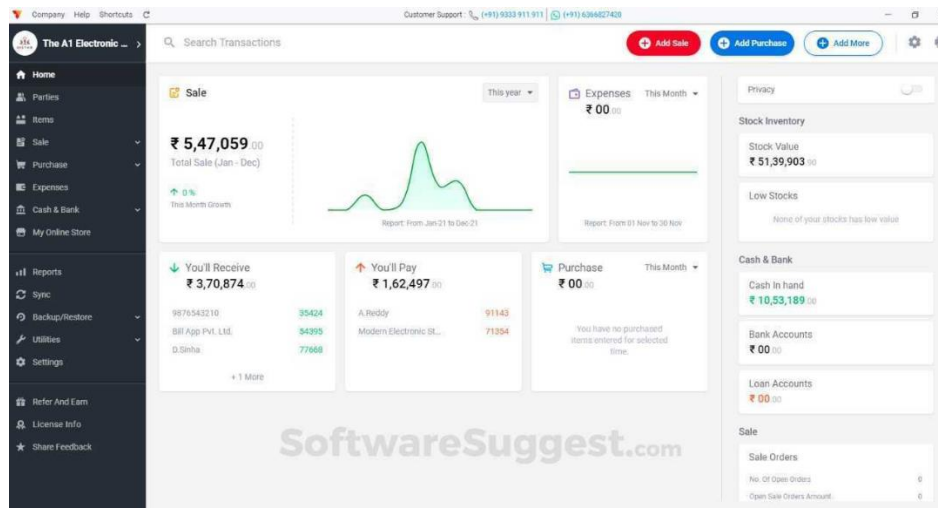 Company Help Shortcuts
Customer Support : (+91)-9333 911 911 | (+91) 6366827420
The A1 Electronic ...
Search Transactions
Add Sale
Add Purchase
Add More
Home
Parties
Items
Sale
Purchase
Expenses
Cash & Bank
My Online Store
Reports
Sync
Backup/Restore
Utilities
Settings
Refer And Earn
License Info
Share Feedback
Sale
This year
₹ 5,47,059.00
Total Sale (Jan - Dec)
0 %
This Month Growth
Report: From Jan-21 to Dec-21
Expenses This Month
₹ 00.00
Report: From 01 Nov to 30 Nov
You'll Receive
₹ 3,70,874.00
9876543210 35424
Bill App Pvt. Ltd. 54395
D.Sinha 77668
+ 1 More
You'll Pay
₹ 1,62,497.00
A.Reddy 91143
Modern Electronic St... 71354
Purchase This Month
₹ 00.00
You have no purchased
items entered for selected
time.
Privacy
Stock Inventory
Stock Value
₹ 51,39,903.00
Low Stocks
None of your stocks has low value
Cash & Bank
Cash In hand
₹ 10,53,189.00
Bank Accounts
₹ 00.00
Loan Accounts
₹ 00.00
Sale
Sale Orders
No. Of Open Orders 0
Open Sale Orders Amount 0
SoftwareSuggest.com